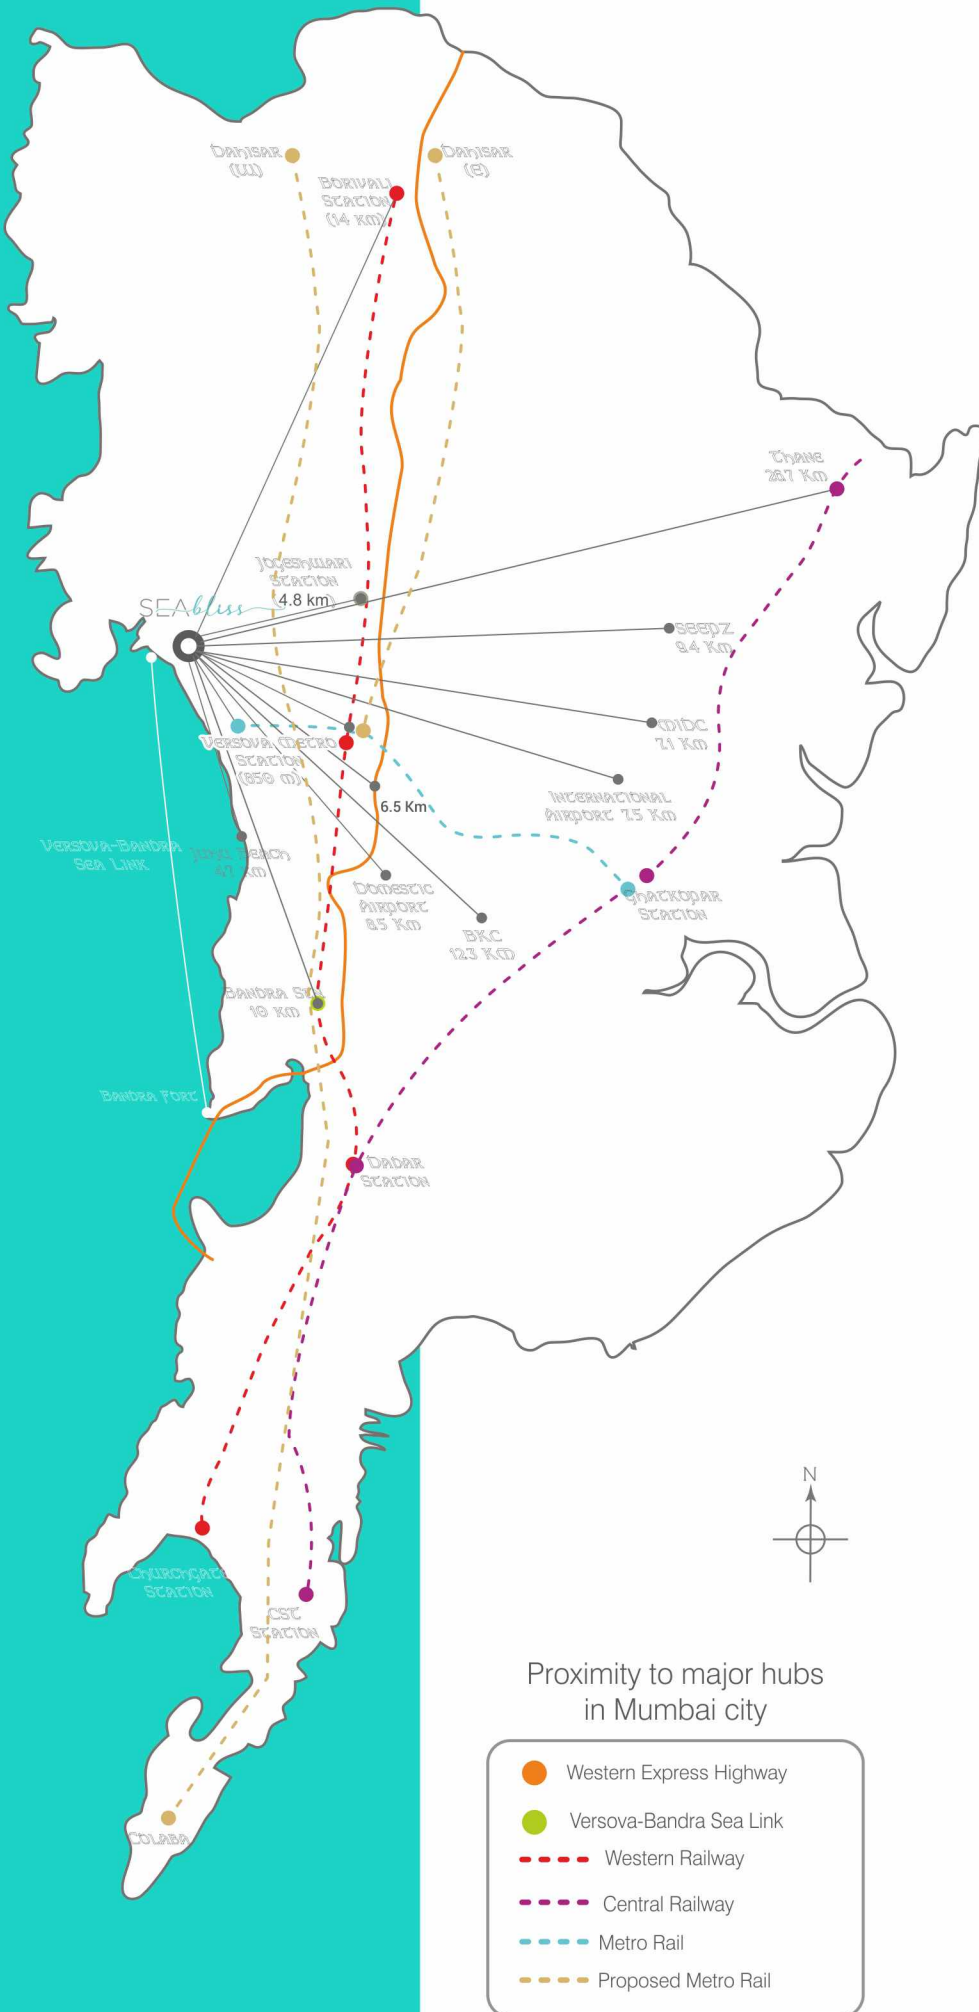 Dahisar
(W)
Dahisar
(E)
Borivali
Station
(14 Km)
Thane
28.7 Km
Jogeshwari
Station
4.8 km
SEAbliss
SEEPZ
9.4 Km
MIDC
7.1 Km
Versova Metro
Station
(850 m)
International
Airport 7.5 Km
6.5 Km
Versova-Bandra
Sea Link
Juhu Beach
4.7 Km
Domestic
Airport
8.5 Km
Ghatkopar
Station
BKC
12.3 KM
Bandra Stn
10 Km
Bandra Fort
Dadar
Station
N
Churchgate
Station
CST
Station
Proximity to major hubs
in Mumbai city
Western Express Highway
Versova-Bandra Sea Link
Colaba
Western Railway
Central Railway
Metro Rail
Proposed Metro Rail